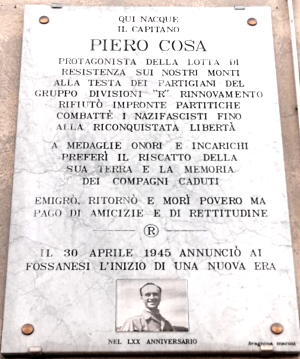 QUI NACQUE
IL CAPITANO
PIERO COSA
PROTAGONISTA DELLA LOTTA DI
RESISTENZA SUI NOSTRI MONTI
ALLA TESTA DEI PARTIGIANI DEL
GRUPPO DIVISIONI "R" RINNOVAMENTO
RIFIUTÒ IMPRONTE PARTITICHE
COMBATTÈ I NAZIFASCISTI FINO
ALLA RICONQUISTATA LIBERTÀ
A MEDAGLIE ONORI E INCARICHI
PREFERÌ IL RISCATTO DELLA
SUA TERRA E LA MEMORIA
DEI COMPAGNI CADUTI
EMIGRÒ, RITORNÒ E MORÌ POVERO MA
PAGO DI AMICIZIE E DI RETTITUDINE
R
IL 30 APRILE 1945 ANNUNCIÒ AI
FOSSANESI L'INIZIO DI UNA NUOVA ERA
NEL LXX ANNIVERSARIO